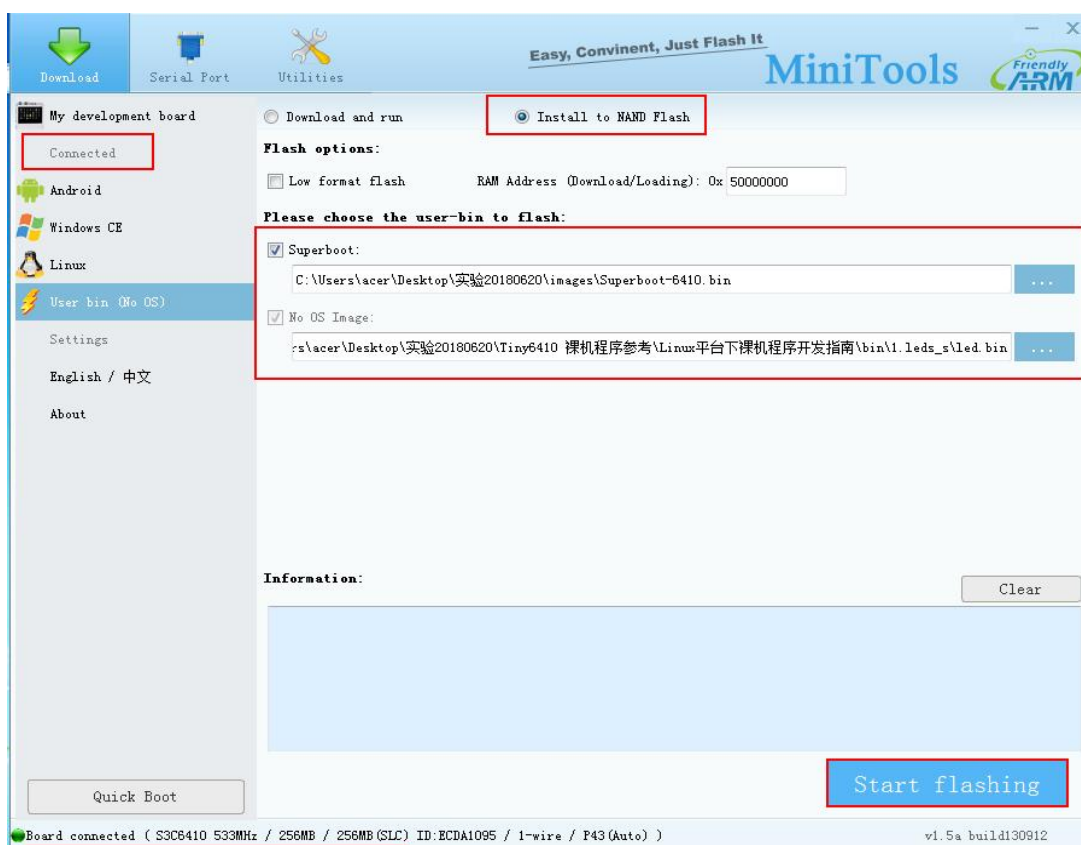 Easy, Convinent, Just Flash It
MiniTools
Friendly
ARM
Download
Serial Port
Utilities
My development board
Connected
Android
Windows CE
Linux
User bin (No OS)
Settings
English / 中文
About
Download and run
Install to NAND Flash
Flash options:
Low format flash
RAM Address (Download/Loading): 0x 50000000
Please choose the user-bin to flash:
Superboot:
C:\Users\acer\Desktop\实验20180620\images\Superboot-6410.bin
...
No OS Image:
rs\acer\Desktop\实验20180620\Tiny6410 裸机程序参考\Linux平台下裸机程序开发指南\bin\1.leds_s\led.bin
...
Information:
Clear
Start flashing
Quick Boot
Board connected ( S3C6410 533MHz / 256MB / 256MB(SLC) ID:ECDA1095 / 1-wire / P43(Auto) )
v1.5a build130912